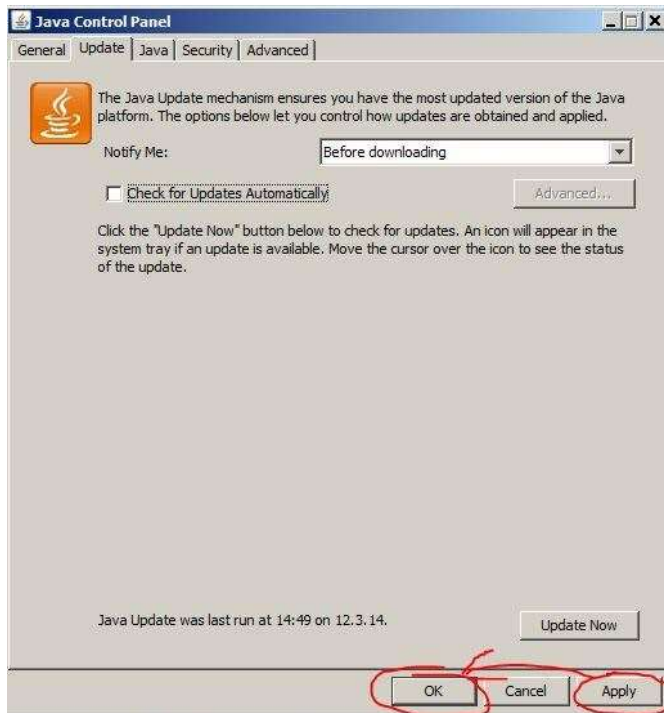 Java Control Panel
General Update Java Security Advanced
The Java Update mechanism ensures you have the most updated version of the Java
platform. The options below let you control how updates are obtained and applied.
Notify Me: Before downloading
Check for Updates Automatically Advanced...
Click the "Update Now" button below to check for updates. An icon will appear in the
system tray if an update is available. Move the cursor over the icon to see the status
of the update.
Java Update was last run at 14:49 on 12.3.14. Update Now
OK Cancel Apply